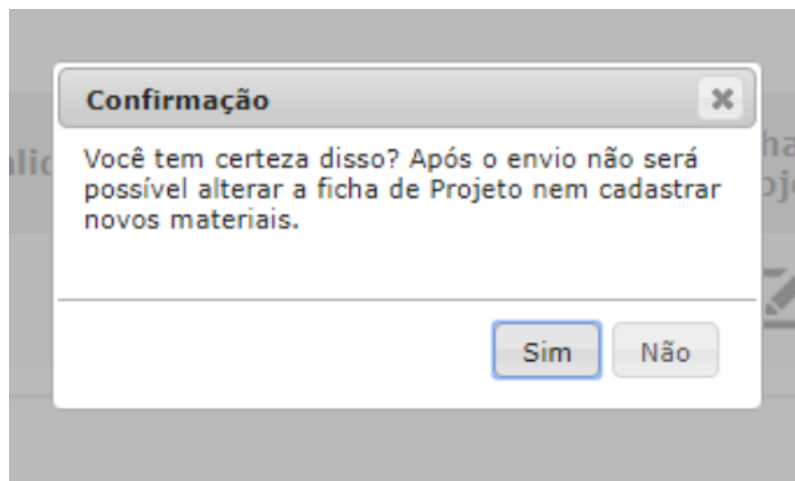 Confirmação
Você tem certeza disso? Após o envio não será
possível alterar a ficha de Projeto nem cadastrar
novos materiais.
Sim Não